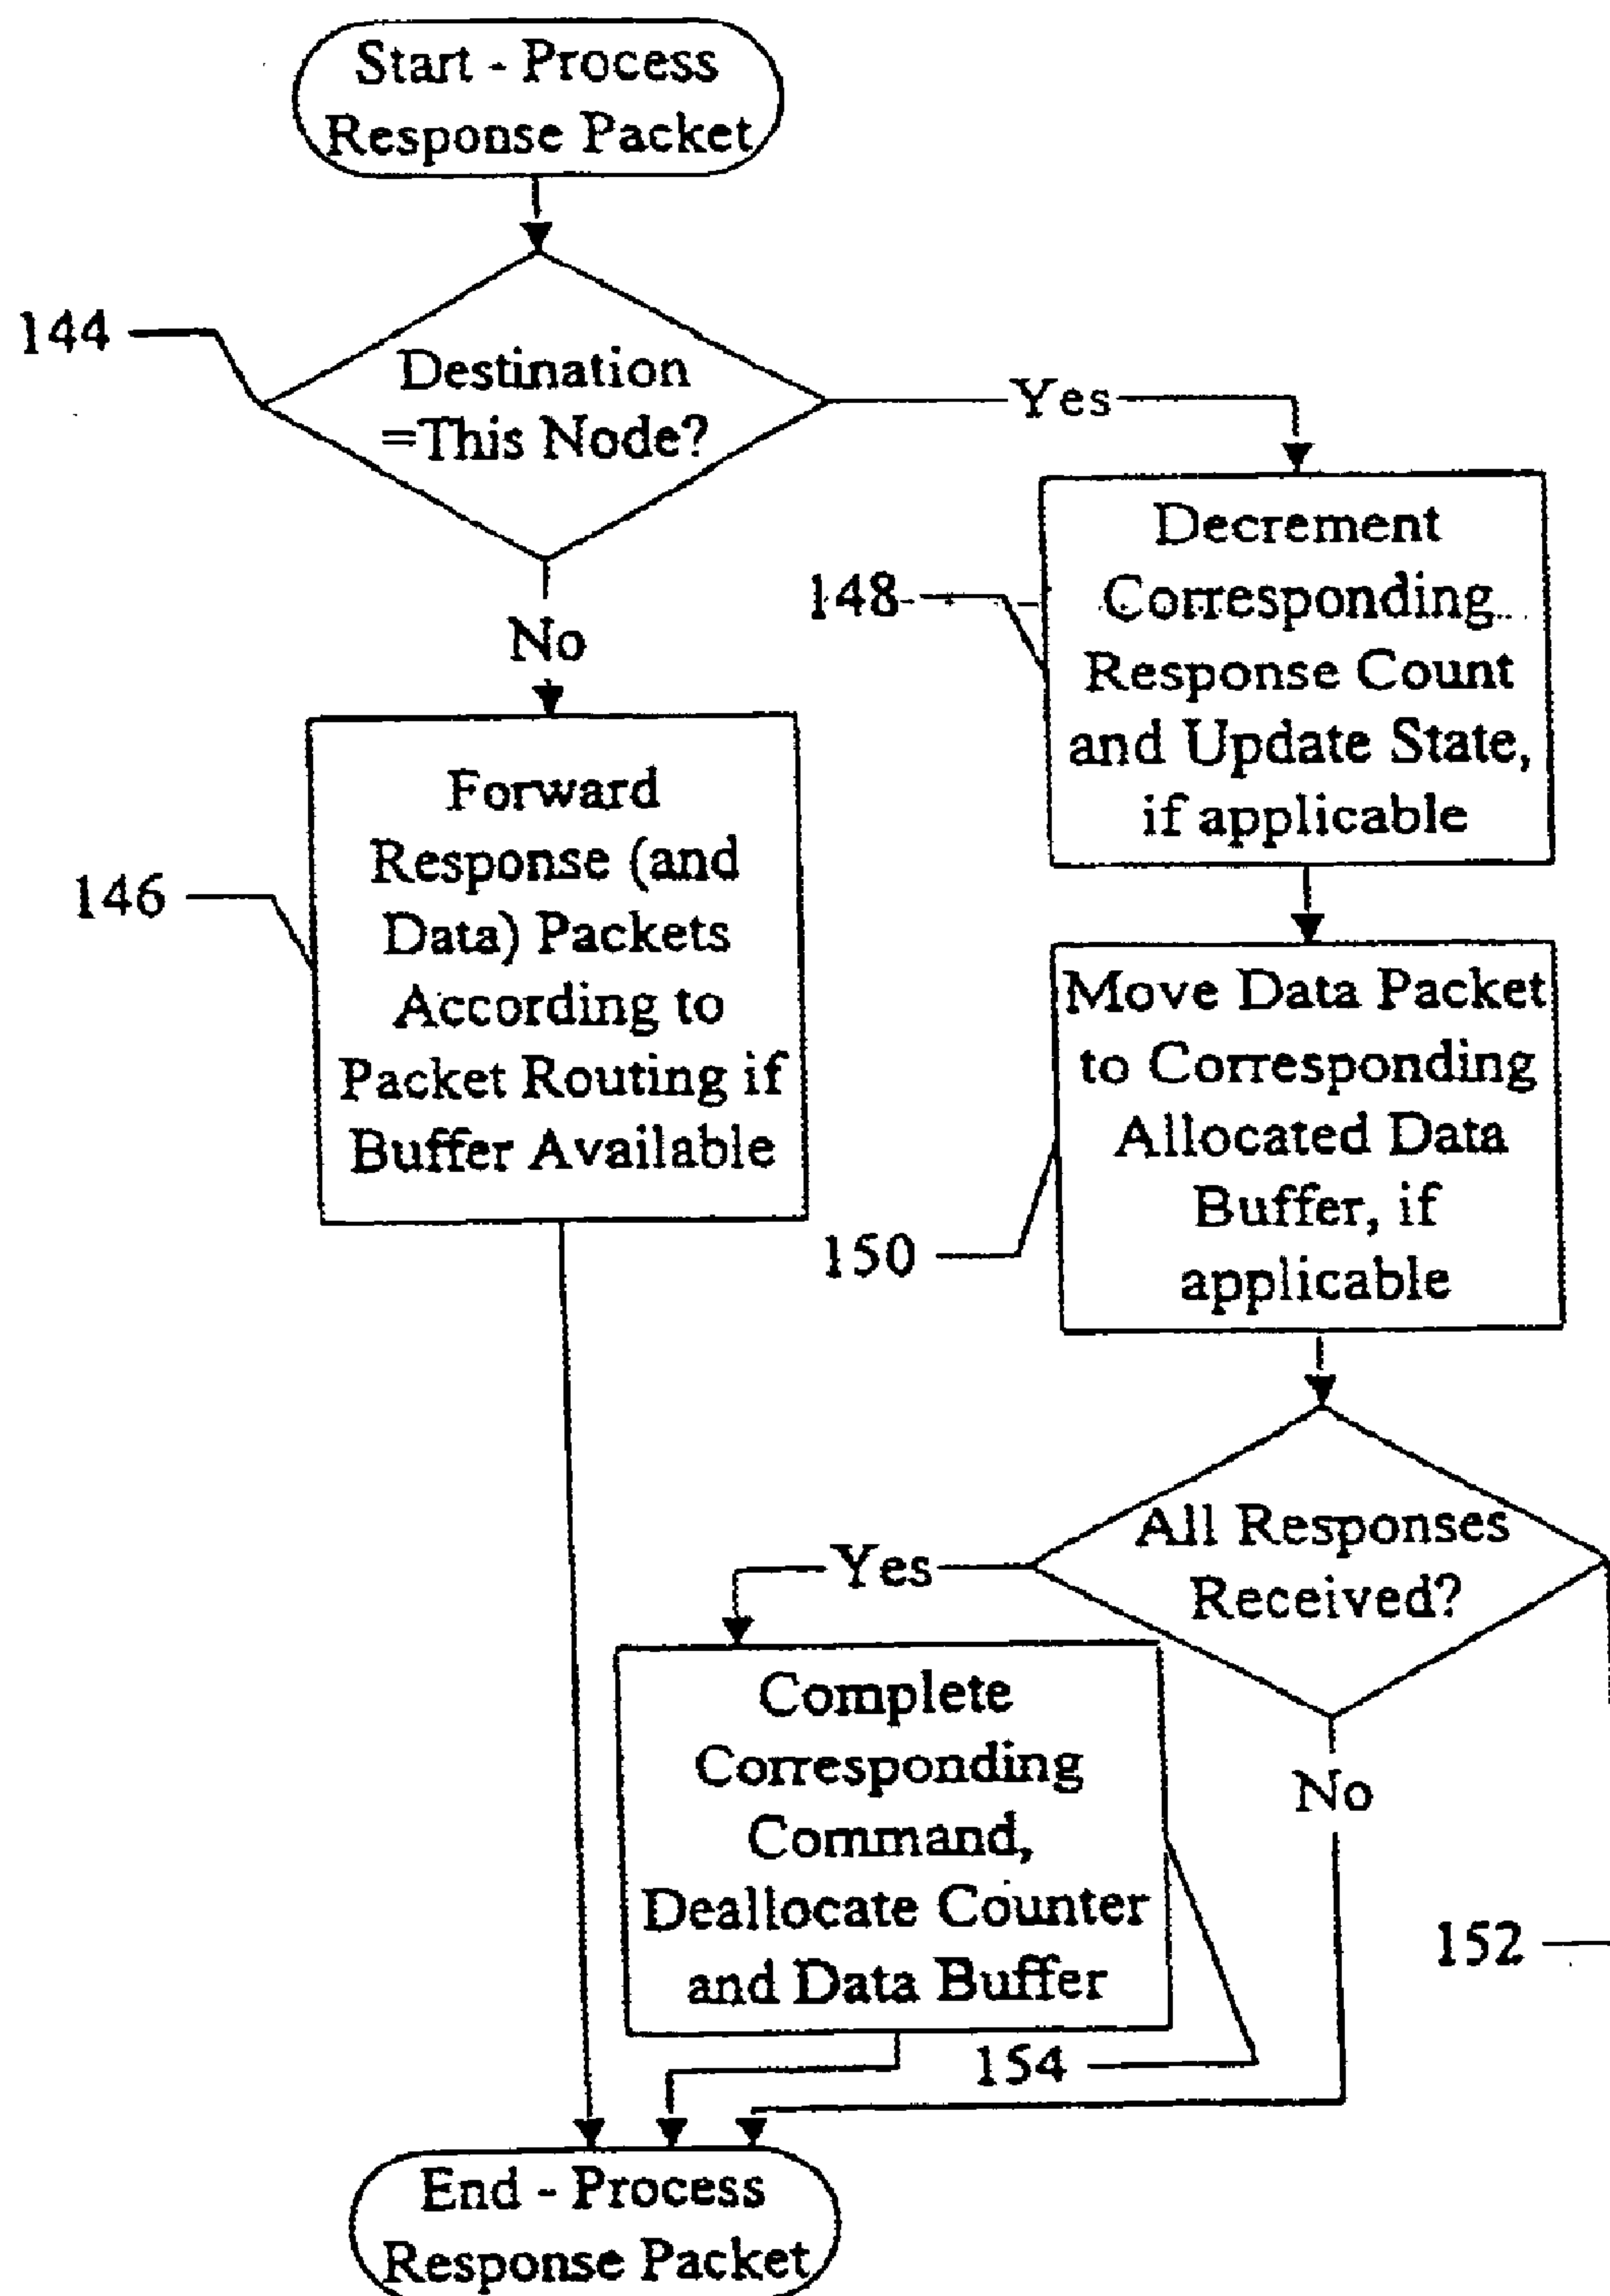 Start - Process
Response Packet
144
Destination
=This Node?
Yes
No
148
Decrement
Corresponding
Response Count
and Update State,
if applicable
146
Forward
Response (and
Data) Packets
According to
Packet Routing if
Buffer Available
150
Move Data Packet
to Corresponding
Allocated Data
Buffer, if
applicable
All Responses
Received?
Yes
No
152
Complete
Corresponding
Command,
Deallocate Counter
and Data Buffer
154
End - Process
Response Packet